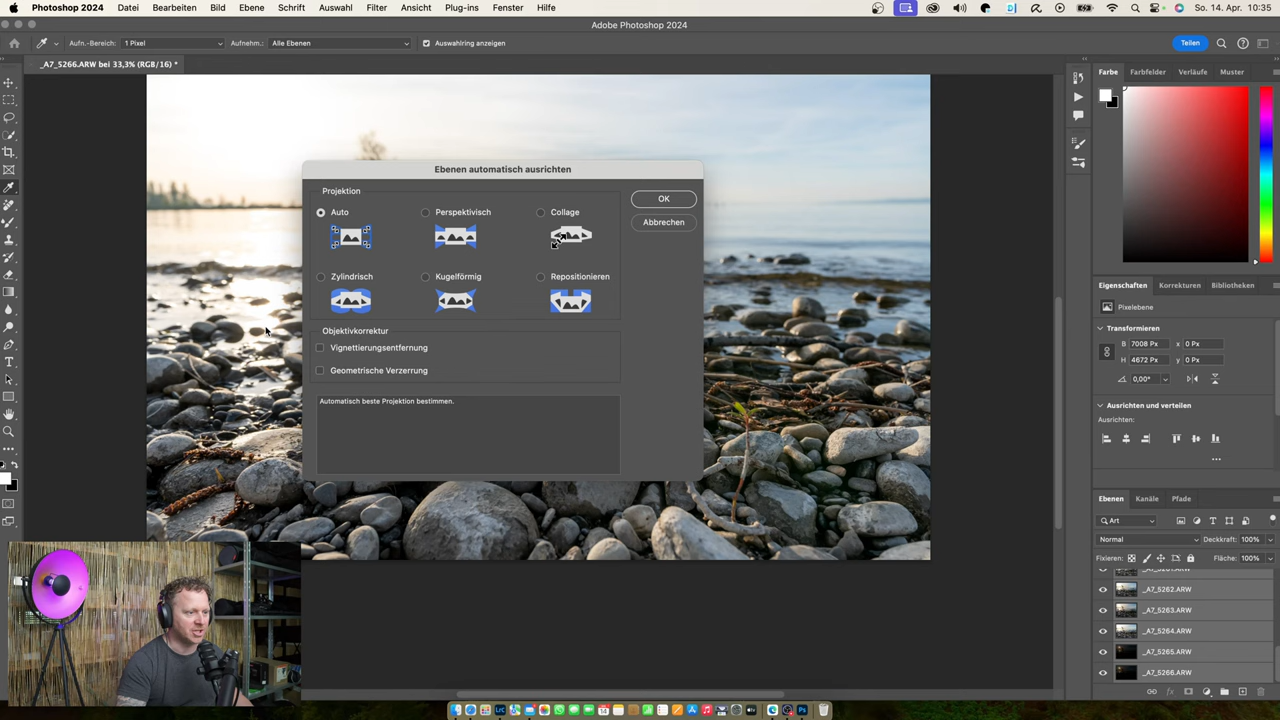 Photoshop 2024 Datei Bearbeiten Bild Ebene Schrift Auswahl Filter Ansicht Plug-ins Fenster Hilfe So. 14. Apr. 10:35
Adobe Photoshop 2024
Aufn.-Bereich: 1 Pixel Aufnehm.: Alle Ebenen Auswahlring anzeigen Teilen
_A7_5266.ARW bei 33,3% (RGB/16) *
Farbe Farbfelder Verläufe Muster
Ebenen automatisch ausrichten
Projektion
OK
Auto Perspektivisch Collage
Abbrechen
Zylindrisch Kugelförmig Repositionieren
Objektivkorrektur
Vignettierungsentfernung
Geometrische Verzerrung
Automatisch beste Projektion bestimmen.
Eigenschaften Korrekturen Bibliotheken
Pixelebene
Transformieren
B 7008 Px x 0 Px
H 4672 Px y 0 Px
0,00°
Ausrichten und verteilen
Ausrichten:
Ebenen Kanäle Pfade
Art
Normal Deckkraft: 100%
Fixieren: Fläche: 100%
_A7_5262.ARW
_A7_5263.ARW
_A7_5264.ARW
_A7_5265.ARW
_A7_5266.ARW